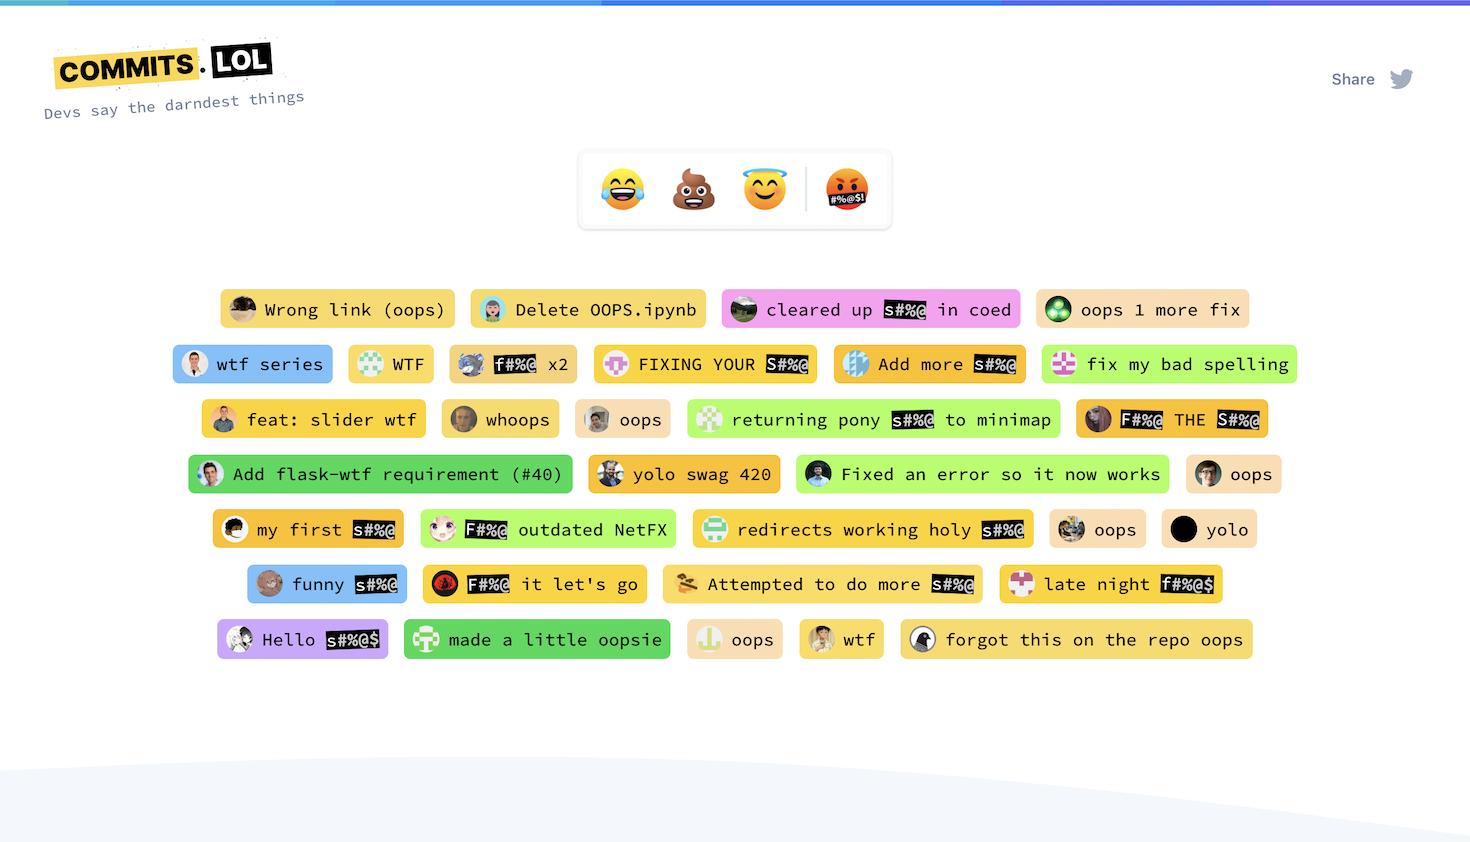 COMMITS.LOL
Devs say the darndest things
Share
#%@$!
Wrong link (oops) Delete OOPS.ipynb cleared up s#%@ in coed oops 1 more fix
wtf series WTF f#%@ x2 FIXING YOUR S#%@ Add more s#%@ fix my bad spelling
feat: slider wtf whoops oops returning pony s#%@ to minimap F#%@ THE S#%@
Add flask-wtf requirement (#40) yolo swag 420 Fixed an error so it now works oops
my first s#%@ F#%@ outdated NetFX redirects working holy s#%@ oops yolo
funny s#%@ F#%@ it let's go Attempted to do more s#%@ late night f#%@$
Hello s#%@$ made a little oopsie oops wtf forgot this on the repo oops